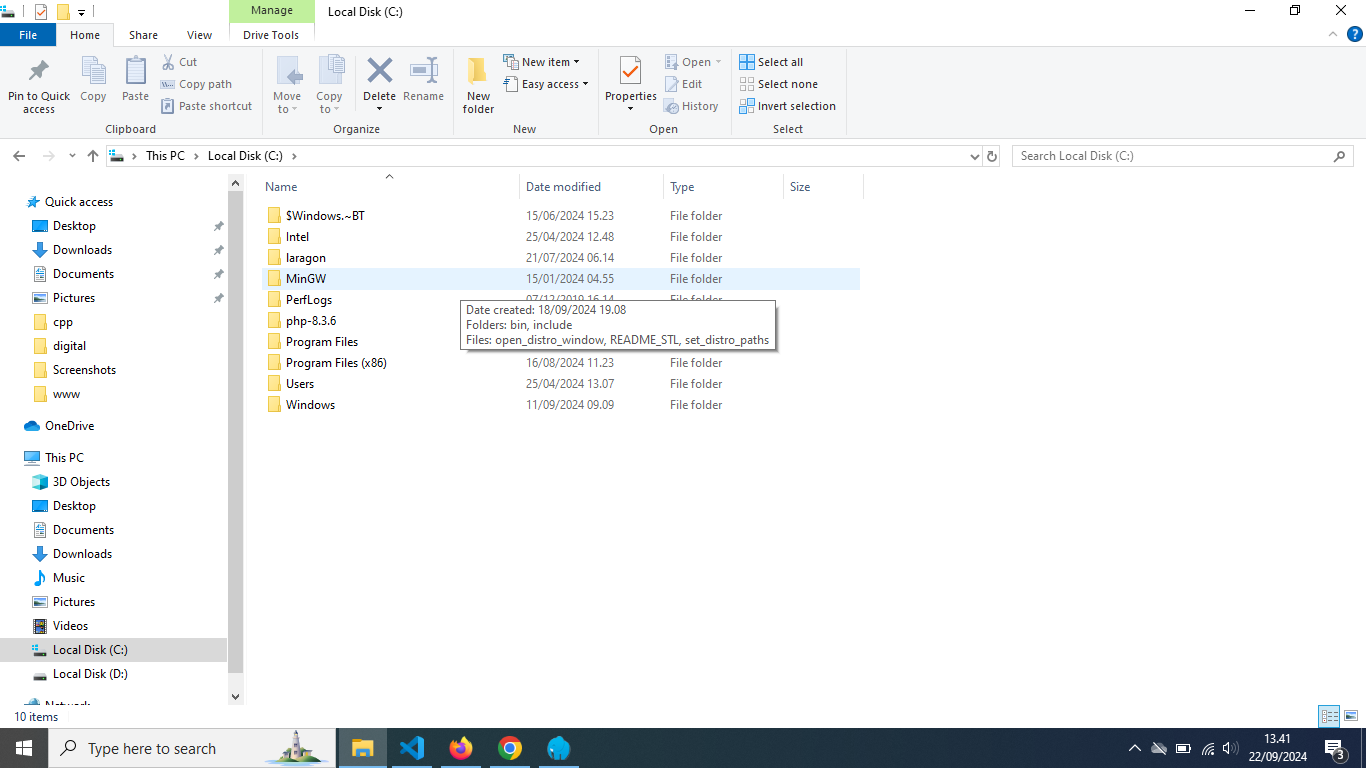 Manage
Local Disk (C:)
File
Home
Share
View
Drive Tools
Pin to Quick access
Copy
Paste
Cut
Copy path
Paste shortcut
Clipboard
Move to
Copy to
Delete
Rename
Organize
New folder
New item
Easy access
New
Properties
Open
Edit
History
Open
Select all
Select none
Invert selection
Select
This PC
Local Disk (C:)
Search Local Disk (C:)
Quick access
Desktop
Downloads
Documents
Pictures
cpp
digital
Screenshots
www
OneDrive
This PC
3D Objects
Desktop
Documents
Downloads
Music
Pictures
Videos
Local Disk (C:)
Local Disk (D:)
Network
Name Date modified Type Size
$Windows.~BT 15/06/2024 15.23 File folder
Intel 25/04/2024 12.48 File folder
laragon 21/07/2024 06.14 File folder
MinGW 15/01/2024 04.55 File folder
PerfLogs 07/12/2019 16.14 File folder
php-8.3.6
Program Files
Program Files (x86) 16/08/2024 11.23 File folder
Users 25/04/2024 13.07 File folder
Windows 11/09/2024 09.09 File folder
Date created: 18/09/2024 19.08
Folders: bin, include
Files: open_distro_window, README_STL, set_distro_paths
10 items
Type here to search
13.41
22/09/2024
3